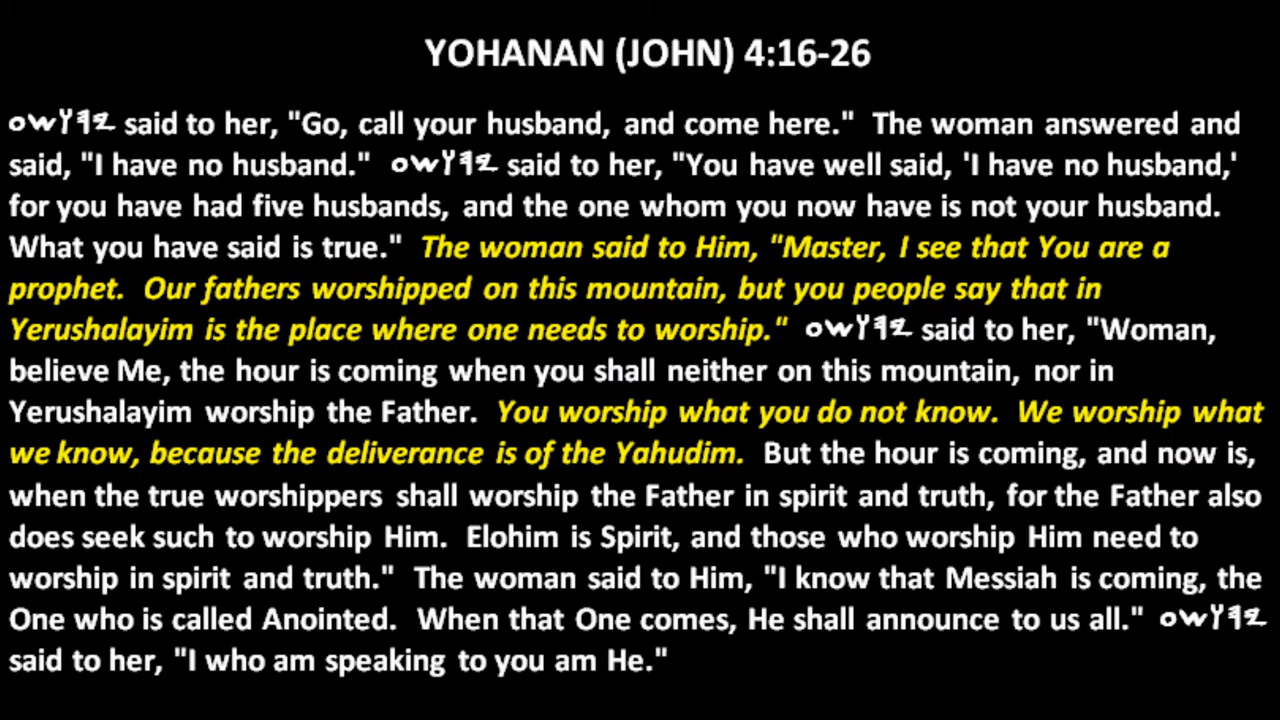 YOHANAN (JOHN) 4:16-26
𐤉𐤄𐤅𐤔𐤏 said to her, "Go, call your husband, and come here." The woman answered and
said, "I have no husband." 𐤉𐤄𐤅𐤔𐤏 said to her, "You have well said, 'I have no husband,'
for you have had five husbands, and the one whom you now have is not your husband.
What you have said is true." The woman said to Him, "Master, I see that You are a
prophet. Our fathers worshipped on this mountain, but you people say that in
Yerushalayim is the place where one needs to worship." 𐤉𐤄𐤅𐤔𐤏 said to her, "Woman,
believe Me, the hour is coming when you shall neither on this mountain, nor in
Yerushalayim worship the Father. You worship what you do not know. We worship what
we know, because the deliverance is of the Yahudim. But the hour is coming, and now is,
when the true worshippers shall worship the Father in spirit and truth, for the Father also
does seek such to worship Him. Elohim is Spirit, and those who worship Him need to
worship in spirit and truth." The woman said to Him, "I know that Messiah is coming, the
One who is called Anointed. When that One comes, He shall announce to us all." 𐤉𐤄𐤅𐤔𐤏
said to her, "I who am speaking to you am He."